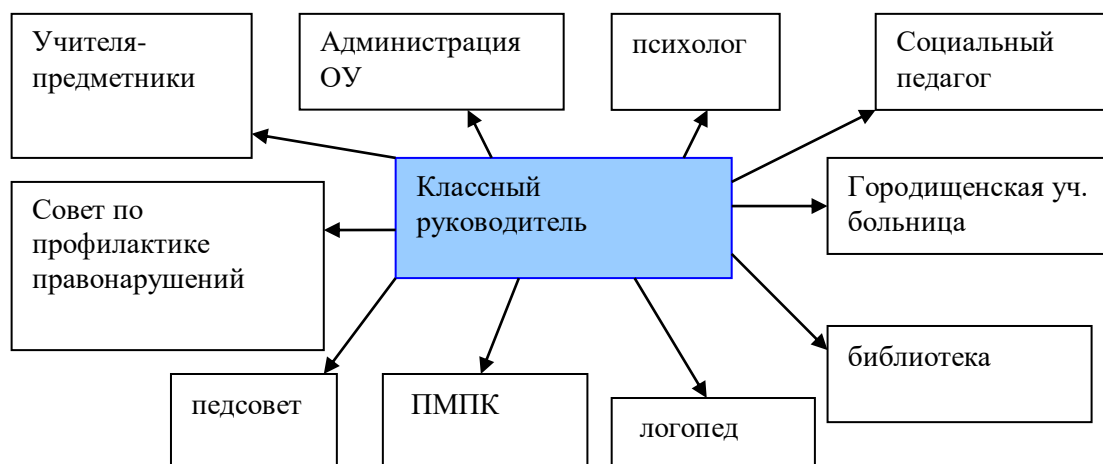 Учителя-
предметники
Администрация
ОУ
психолог
Социальный
педагог
Классный
руководитель
Городищенская уч.
больница
Совет по
профилактике
правонарушений
библиотека
педсовет
ПМПК
логопед